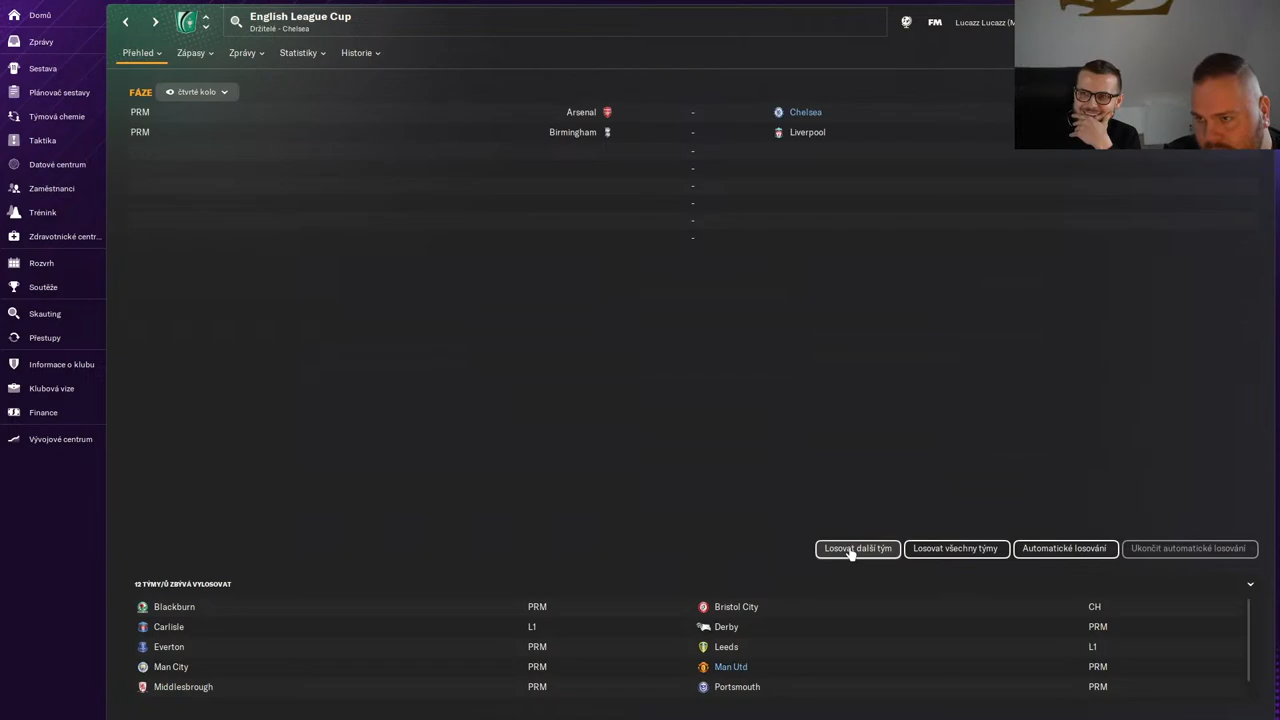 Domů
Zprávy
Sestava
Plánovač sestavy
Týmová chemie
Taktika
Datové centrum
Zaměstnanci
Trénink
Zdravotnické centr...
Rozvrh
Soutěže
Skauting
Přestupy
Informace o klubu
Klubová vize
Finance
Vývojové centrum
English League Cup
Držitelé - Chelsea
FM
Lucazz Lucazz (M
Přehled
Zápasy
Zprávy
Statistiky
Historie
FÁZE
čtvrté kolo
PRM Arsenal - Chelsea
PRM Birmingham - Liverpool
-
-
-
-
-
-
Losovat další tým
Losovat všechny týmy
Automatické losování
Ukončit automatické losování
12 TÝMY/Ů ZBÝVÁ VYLOSOVAT
Blackburn PRM Bristol City CH
Carlisle L1 Derby PRM
Everton PRM Leeds L1
Man City PRM Man Utd PRM
Middlesbrough PRM Portsmouth PRM